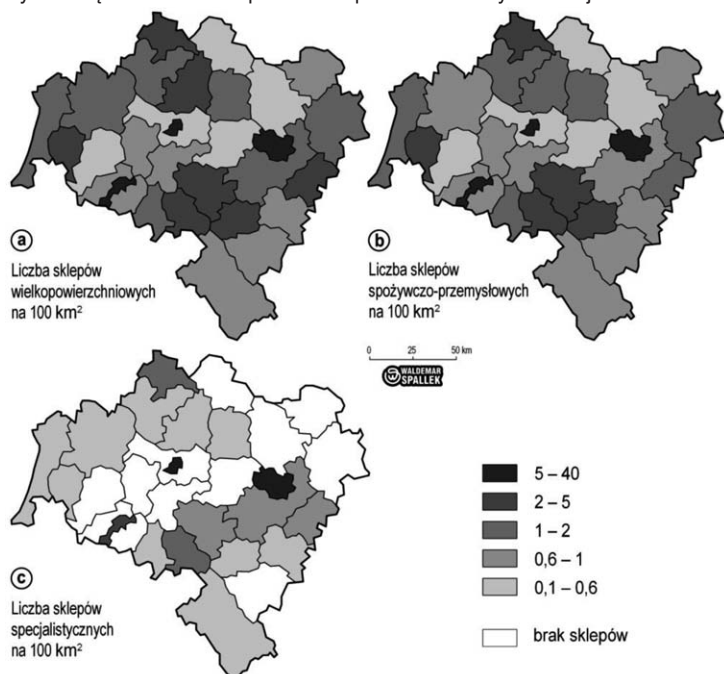 a
Liczba sklepów
wielkopowierzchniowych
na 100 km²
b
Liczba sklepów
spożywczo-przemysłowych
na 100 km²
0 25 50 km
WALDEMAR
SPALLEK
c
Liczba sklepów
specjalistycznych
na 100 km²
5 – 40
2 – 5
1 – 2
0,6 – 1
0,1 – 0,6
brak sklepów